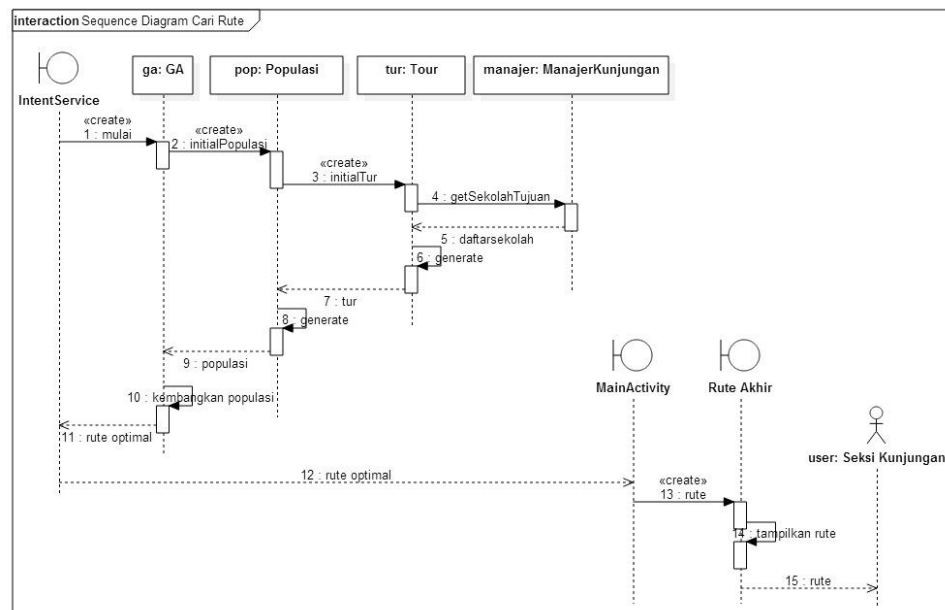 interaction Sequence Diagram Cari Rute
ga: GA
pop: Populasi
tur: Tour
manajer: ManajerKunjungan
IntentService
«create»
1 : mulai
«create»
2 : initialPopulasi
«create»
3 : initialTur
4 : getSekolahTujuan
5 : daftarsekolah
6 : generate
7 : tur
8 : generate
9 : populasi
MainActivity
Rute Akhir
10 : kembangkan populasi
11 : rute optimal
user: Seksi Kunjungan
12 : rute optimal
«create»
13 : rute
14 : tampilkan rute
15 : rute